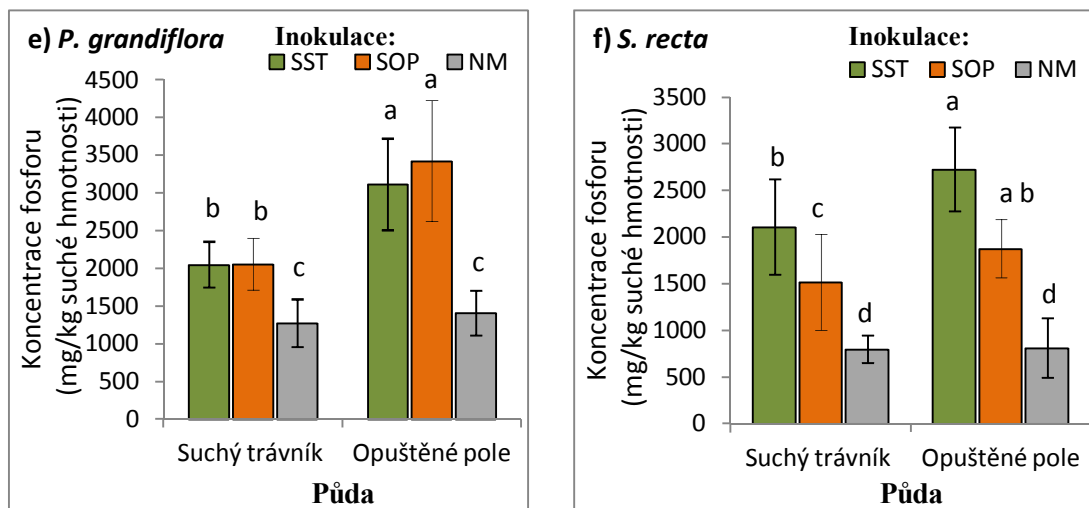 e) P. grandiflora
Inokulace:
SST SOP NM
Koncentrace fosforu
(mg/kg suché hmotnosti)
4500
4000
3500
3000
2500
2000
1500
1000
500
0
b b c a a c
Suchý trávník Opuštěné pole
Půda
f) S. recta
Inokulace:
SST SOP NM
Koncentrace fosforu
(mg/kg suché hmotnosti)
3500
3000
2500
2000
1500
1000
500
0
b c d a a b d
Suchý trávník Opuštěné pole
Půda